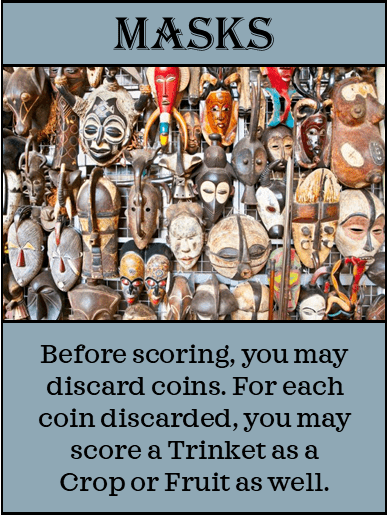 MASKS
Before scoring, you may
discard coins. For each
coin discarded, you may
score a Trinket as a
Crop or Fruit as well.